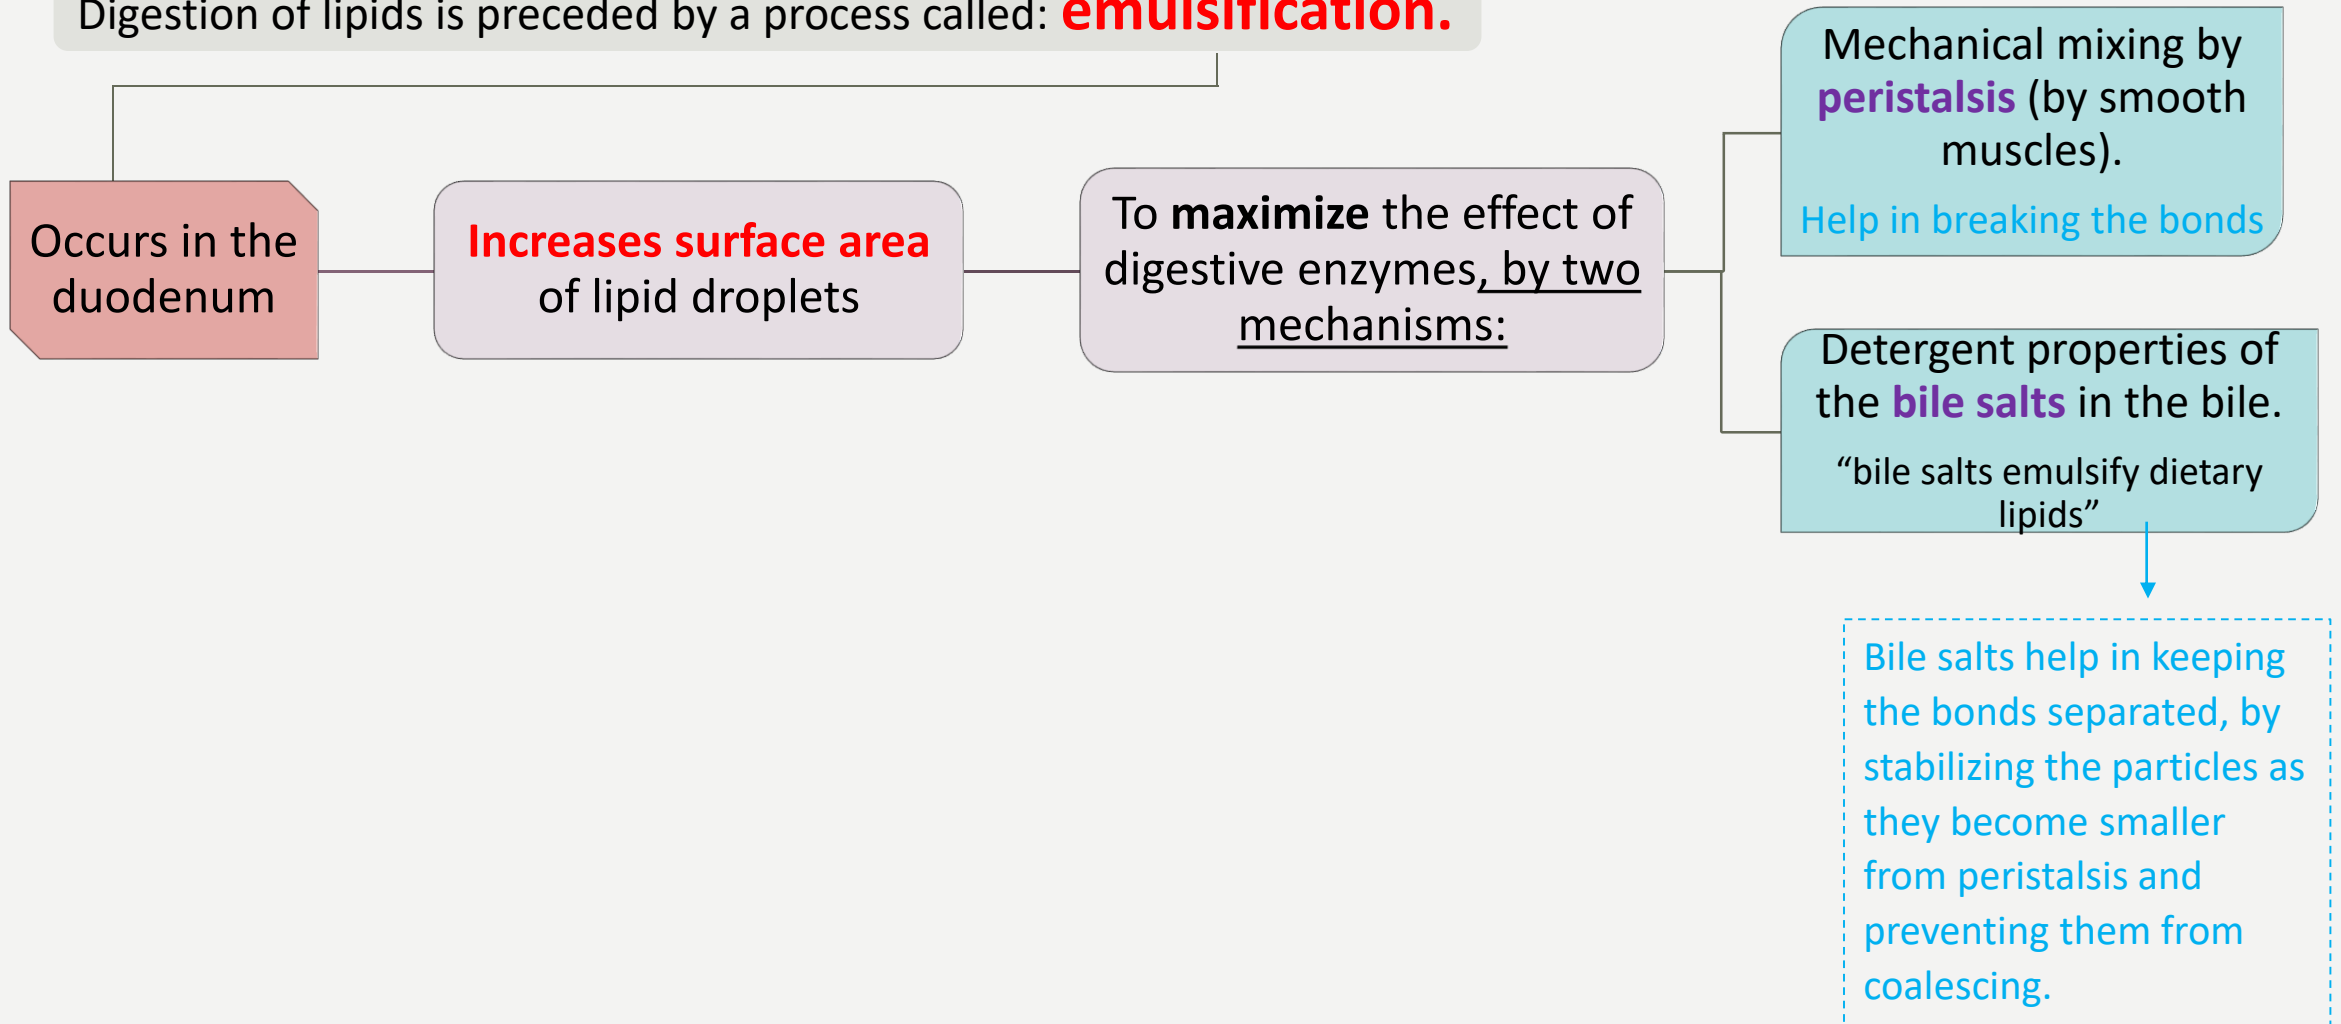 Digestion of lipids is preceded by a process called: emulsification.
Occurs in the
duodenum
Increases surface area
of lipid droplets
To maximize the effect of
digestive enzymes, by two
mechanisms:
Mechanical mixing by
peristalsis (by smooth
muscles).
Help in breaking the bonds
Detergent properties of
the bile salts in the bile.
“bile salts emulsify dietary
lipids”
Bile salts help in keeping
the bonds separated, by
stabilizing the particles as
they become smaller
from peristalsis and
preventing them from
coalescing.